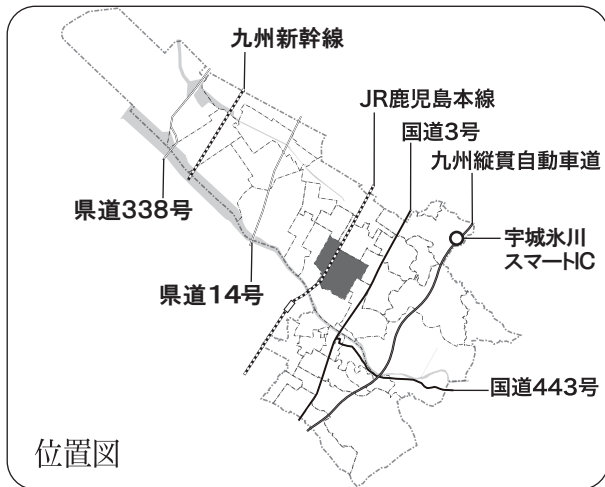 九州新幹線
JR鹿児島本線
国道3号
九州縦貫自動車道
県道338号
宇城氷川
スマートIC
県道14号
国道443号
位置図